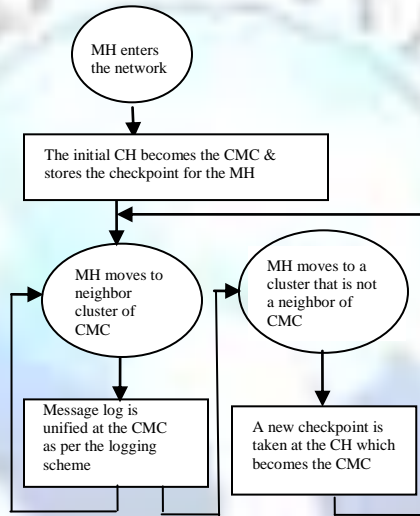 MH enters
the network
The initial CH becomes the CMC &
stores the checkpoint for the MH
MH moves to
neighbor
cluster of
CMC
MH moves to a
cluster that is not
a neighbor of
CMC
Message log is
unified at the CMC
as per the logging
scheme
A new checkpoint is
taken at the CH which
becomes the CMC